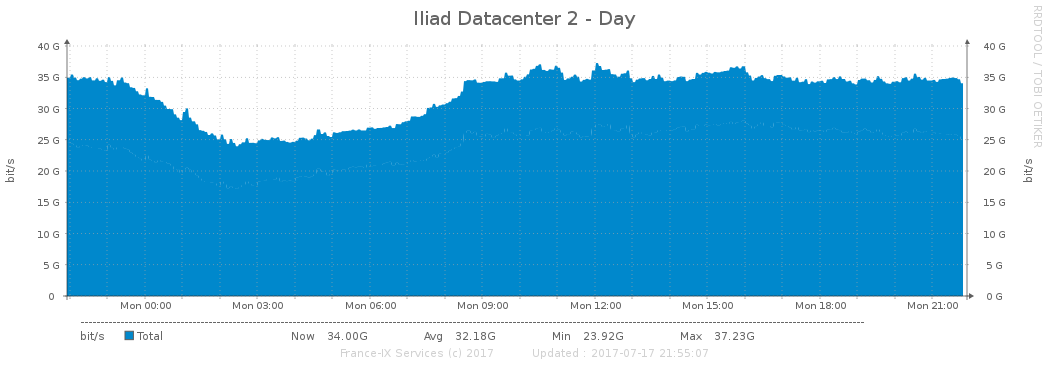 Iliad Datacenter 2 - Day
RRDTOOL / TOBI OETIKER
40 G 40 G
35 G 35 G
30 G 30 G
25 G 25 G
20 G 20 G
15 G 15 G
10 G 10 G
5 G 5 G
0 0 G
bit/s bit/s
Mon 00:00 Mon 03:00 Mon 06:00 Mon 09:00 Mon 12:00 Mon 15:00 Mon 18:00 Mon 21:00
bit/s Total Now 34.00G Avg 32.18G Min 23.92G Max 37.23G
France-IX Services (c) 2017 Updated : 2017-07-17 21:55:07